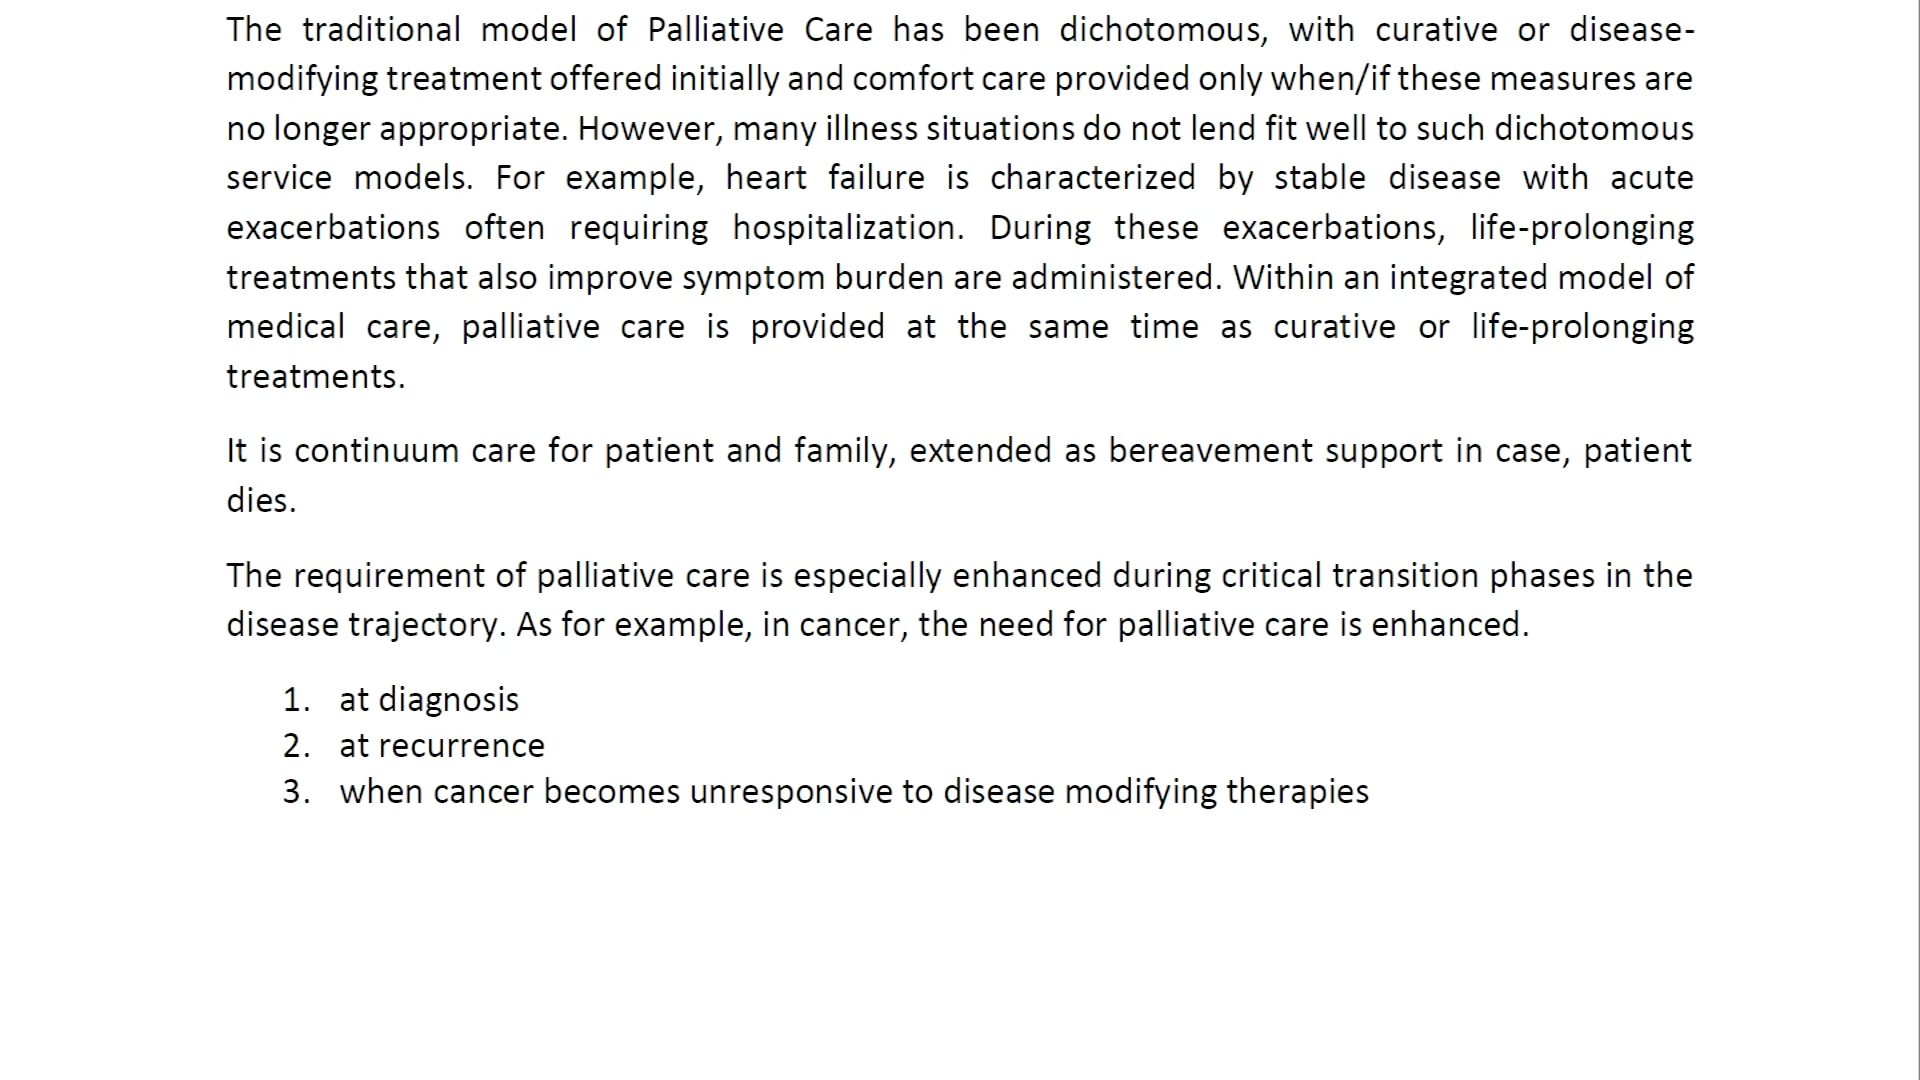 The traditional model of Palliative Care has been dichotomous, with curative or disease-
modifying treatment offered initially and comfort care provided only when/if these measures are
no longer appropriate. However, many illness situations do not lend fit well to such dichotomous
service models. For example, heart failure is characterized by stable disease with acute
exacerbations often requiring hospitalization. During these exacerbations, life-prolonging
treatments that also improve symptom burden are administered. Within an integrated model of
medical care, palliative care is provided at the same time as curative or life-prolonging
treatments.
It is continuum care for patient and family, extended as bereavement support in case, patient
dies.
The requirement of palliative care is especially enhanced during critical transition phases in the
disease trajectory. As for example, in cancer, the need for palliative care is enhanced.
1. at diagnosis
2. at recurrence
3. when cancer becomes unresponsive to disease modifying therapies